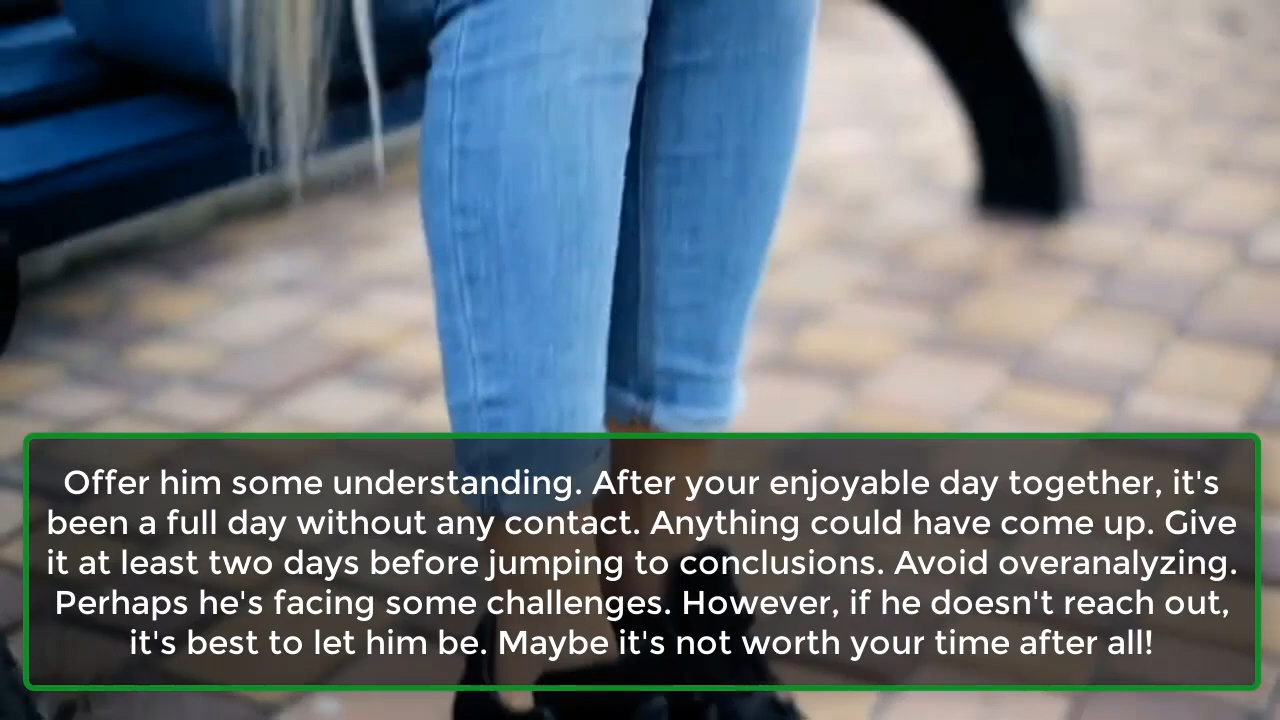 Offer him some understanding. After your enjoyable day together, it's
been a full day without any contact. Anything could have come up. Give
it at least two days before jumping to conclusions. Avoid overanalyzing.
Perhaps he's facing some challenges. However, if he doesn't reach out,
it's best to let him be. Maybe it's not worth your time after all!